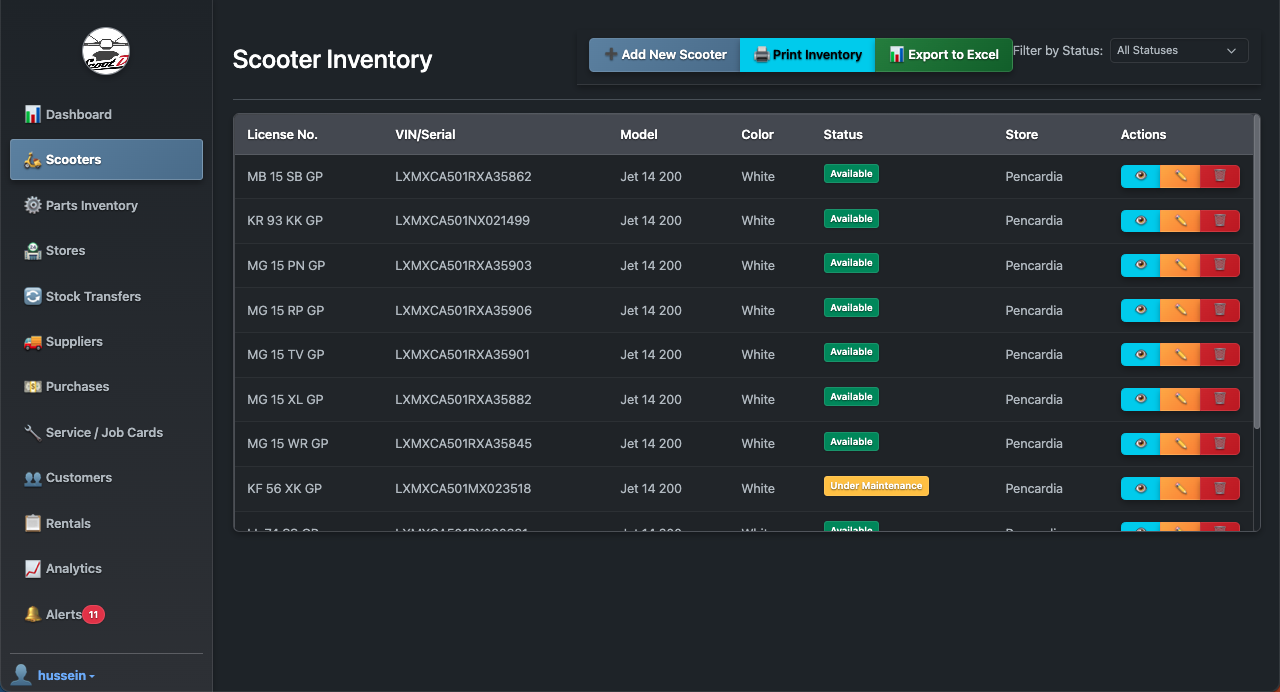 Cool D
Dashboard
Scooters
Parts Inventory
Stores
Stock Transfers
Suppliers
Purchases
Service / Job Cards
Customers
Rentals
Analytics
Alerts 11
hussein
Scooter Inventory
Add New Scooter
Print Inventory
Export to Excel
Filter by Status: All Statuses
License No. VIN/Serial Model Color Status Store Actions
MB 15 SB GP LXMXCA501RXA35862 Jet 14 200 White Available Pencardia
KR 93 KK GP LXMXCA501NX021499 Jet 14 200 White Available Pencardia
MG 15 PN GP LXMXCA501RXA35903 Jet 14 200 White Available Pencardia
MG 15 RP GP LXMXCA501RXA35906 Jet 14 200 White Available Pencardia
MG 15 TV GP LXMXCA501RXA35901 Jet 14 200 White Available Pencardia
MG 15 XL GP LXMXCA501RXA35882 Jet 14 200 White Available Pencardia
MG 15 WR GP LXMXCA501RXA35845 Jet 14 200 White Available Pencardia
KF 56 XK GP LXMXCA501MX023518 Jet 14 200 White Under Maintenance Pencardia
Jet 14 200 White Available Pencardia